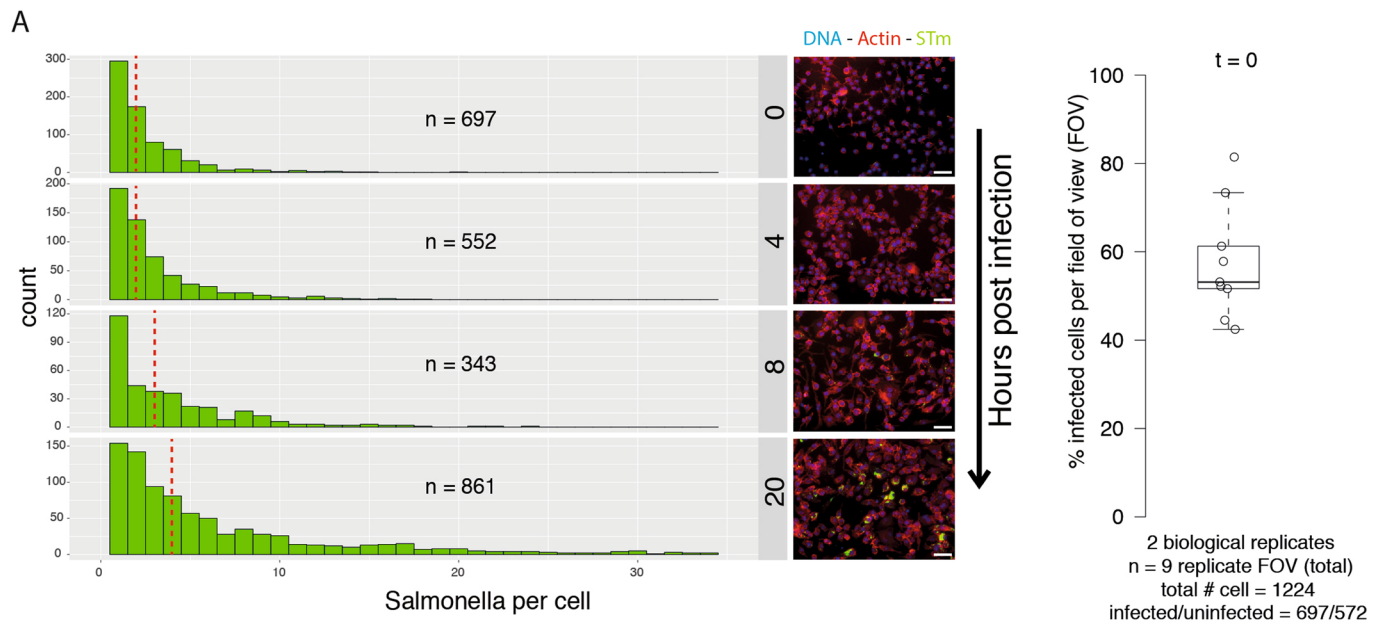 A
DNA - Actin - STm
300
200
100
0
n = 697
0
200
150
100
50
0
n = 552
4
120
90
60
30
0
n = 343
8
150
100
50
0
n = 861
20
0
10
20
30
Salmonella per cell
count
Hours post infection
t = 0
100
80
60
40
20
0
% infected cells per field of view (FOV)
2 biological replicates
n = 9 replicate FOV (total)
total # cell = 1224
infected/uninfected = 697/572